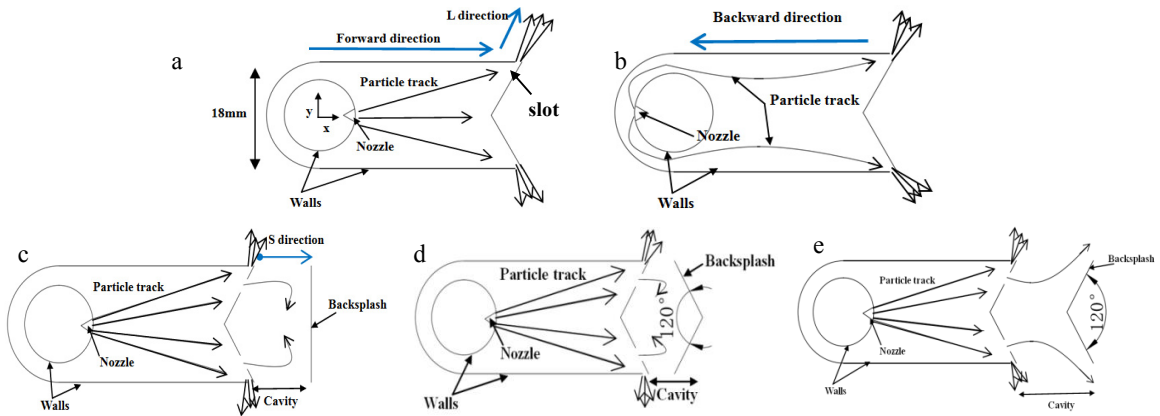 a
L direction
Forward direction
Particle track
slot
18mm
y
x
Nozzle
Walls
b
Backward direction
Particle track
Nozzle
Walls
c
S direction
Particle track
Backsplash
Nozzle
Walls
Cavity
d
Particle track
Backsplash
120°
Nozzle
Walls
Cavity
e
Particle track
Backsplash
120°
Nozzle
Walls
Cavity